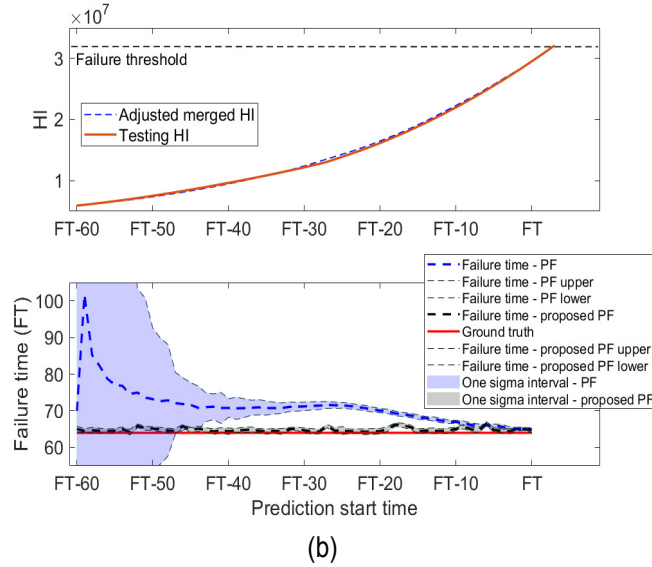 ×10⁷
3
Failure threshold
HI
2
Adjusted merged HI
Testing HI
1
FT-60 FT-50 FT-40 FT-30 FT-20 FT-10 FT
Failure time - PF
Failure time - PF upper
Failure time - PF lower
Failure time - proposed PF
Ground truth
Failure time - proposed PF upper
Failure time - proposed PF lower
One sigma interval - PF
One sigma interval - proposed PF
Failure time (FT)
100
90
80
70
60
FT-60 FT-50 FT-40 FT-30 FT-20 FT-10 FT
Prediction start time
(b)